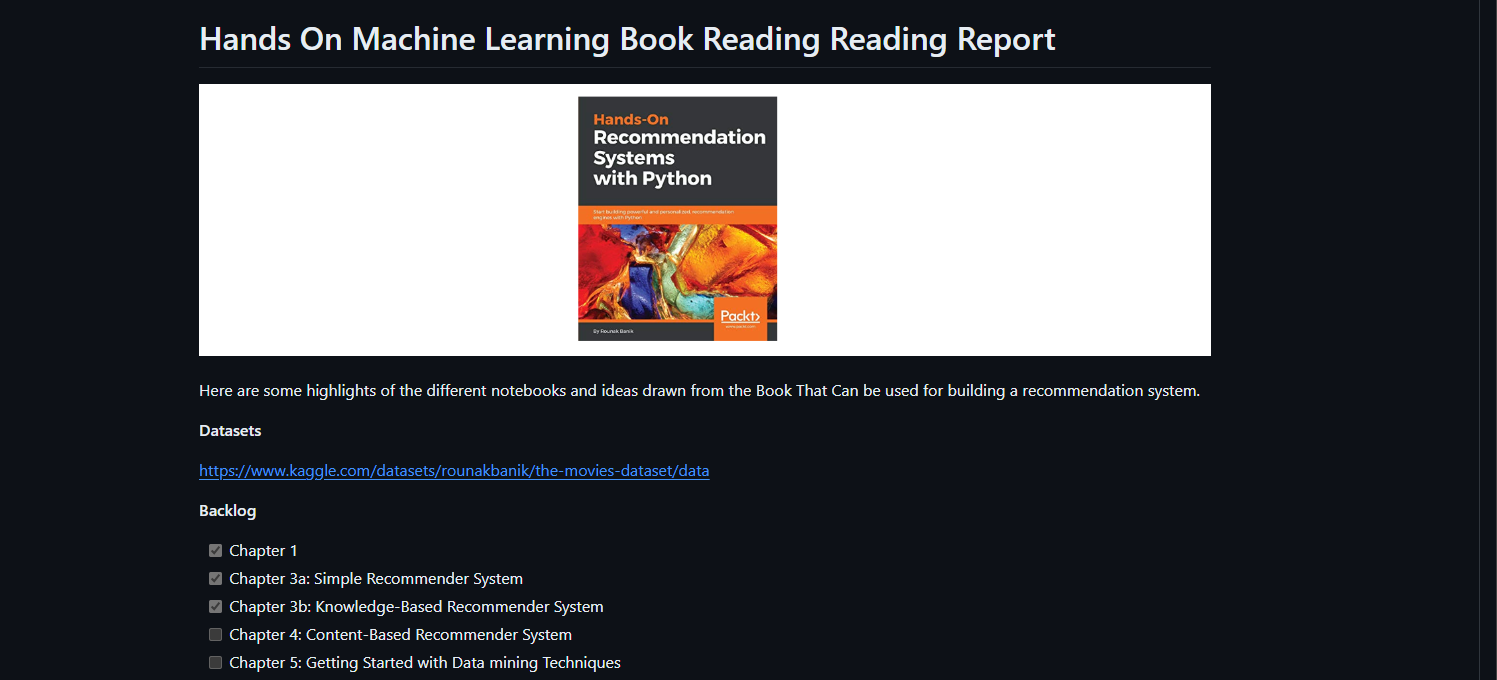 Hands On Machine Learning Book Reading Reading Report
Hands-On
Recommendation
Systems
with Python
Start building powerful and personalized, recommendation
engines with Python
Packt>
www.packt.com
By Rounak Banik
Here are some highlights of the different notebooks and ideas drawn from the Book That Can be used for building a recommendation system.
Datasets
https://www.kaggle.com/datasets/rounakbanik/the-movies-dataset/data
Backlog
Chapter 1
Chapter 3a: Simple Recommender System
Chapter 3b: Knowledge-Based Recommender System
Chapter 4: Content-Based Recommender System
Chapter 5: Getting Started with Data mining Techniques